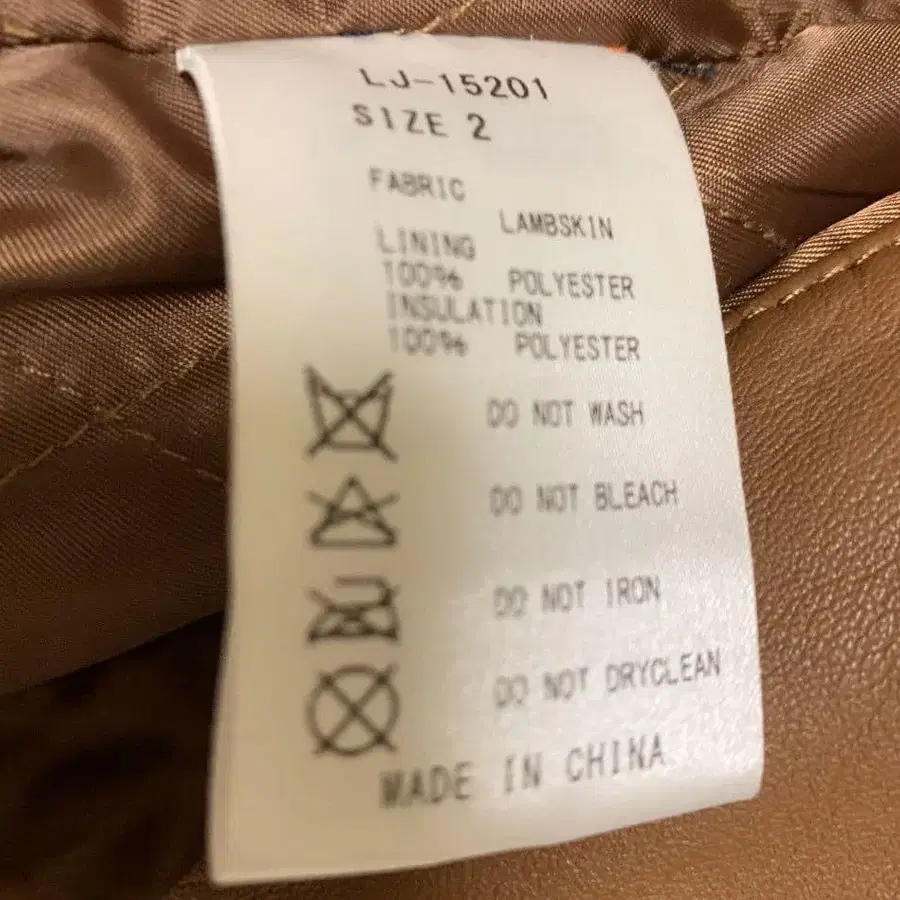 LJ-15201
SIZE 2
FABRIC
LAMBSKIN
LINING
100% POLYESTER
INSULATION
100% POLYESTER
DO NOT WASH
DO NOT BLEACH
DO NOT IRON
DO NOT DRYCLEAN
MADE IN CHINA